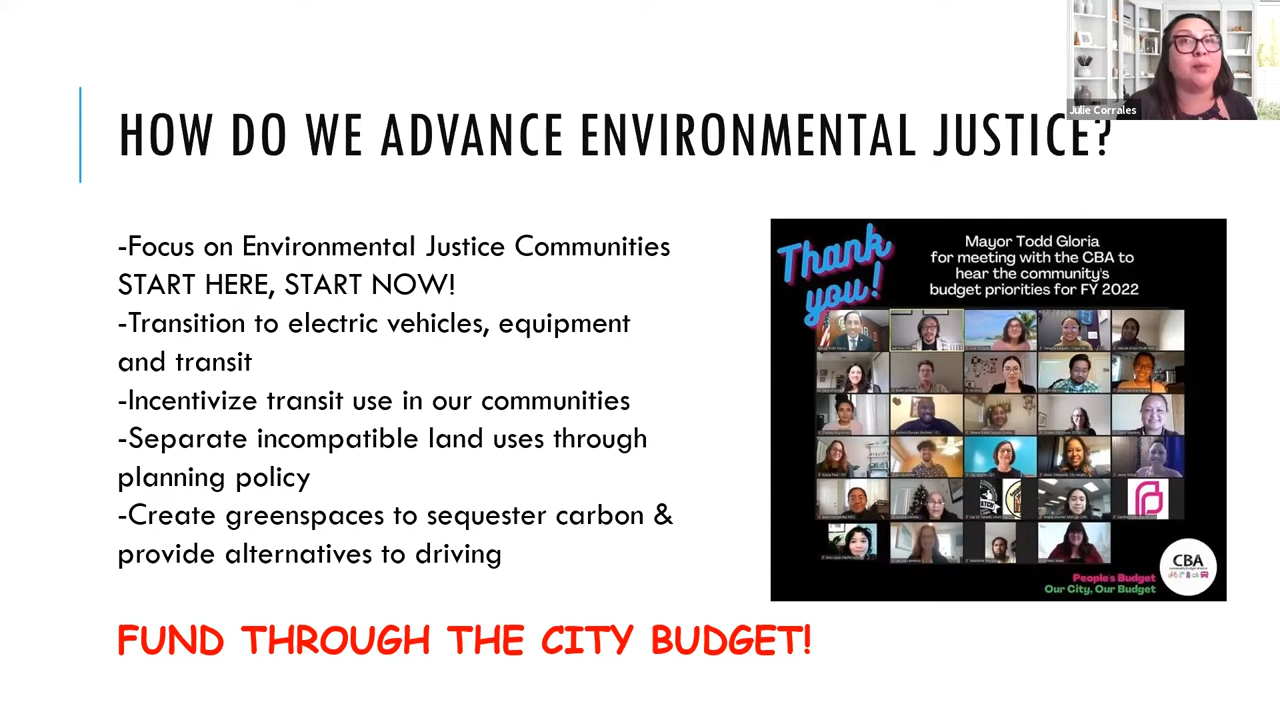 Julie Corrales
HOW DO WE ADVANCE ENVIRONMENTAL JUSTICE?
-Focus on Environmental Justice Communities
START HERE, START NOW!
-Transition to electric vehicles, equipment
and transit
-Incentivize transit use in our communities
-Separate incompatible land uses through
planning policy
-Create greenspaces to sequester carbon &
provide alternatives to driving
FUND THROUGH THE CITY BUDGET!
Thank
you!
Mayor Todd Gloria
for meeting with the CBA to
hear the community's
budget priorities for FY 2022
CBA
People's Budget
Our City, Our Budget